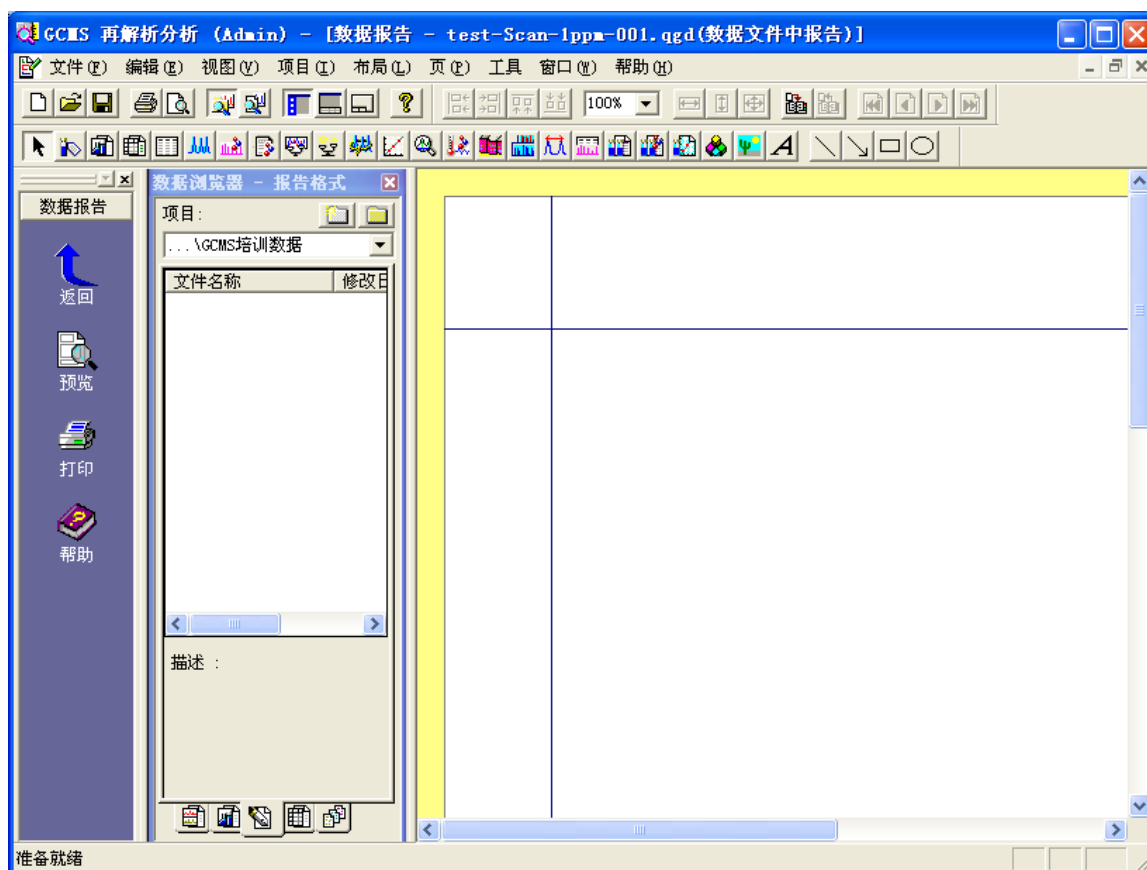 GCMS 再解析分析 (Admin) - [数据报告 - test-Scan-1ppm-001.qgd(数据文件中报告)]
文件(F) 编辑(E) 视图(V) 项目(I) 布局(L) 页(P) 工具 窗口(W) 帮助(H)
100%
数据报告
返回
预览
打印
帮助
数据浏览器 - 报告格式
项目:
...\GCMS培训数据
文件名称 修改日
描述 :
准备就绪